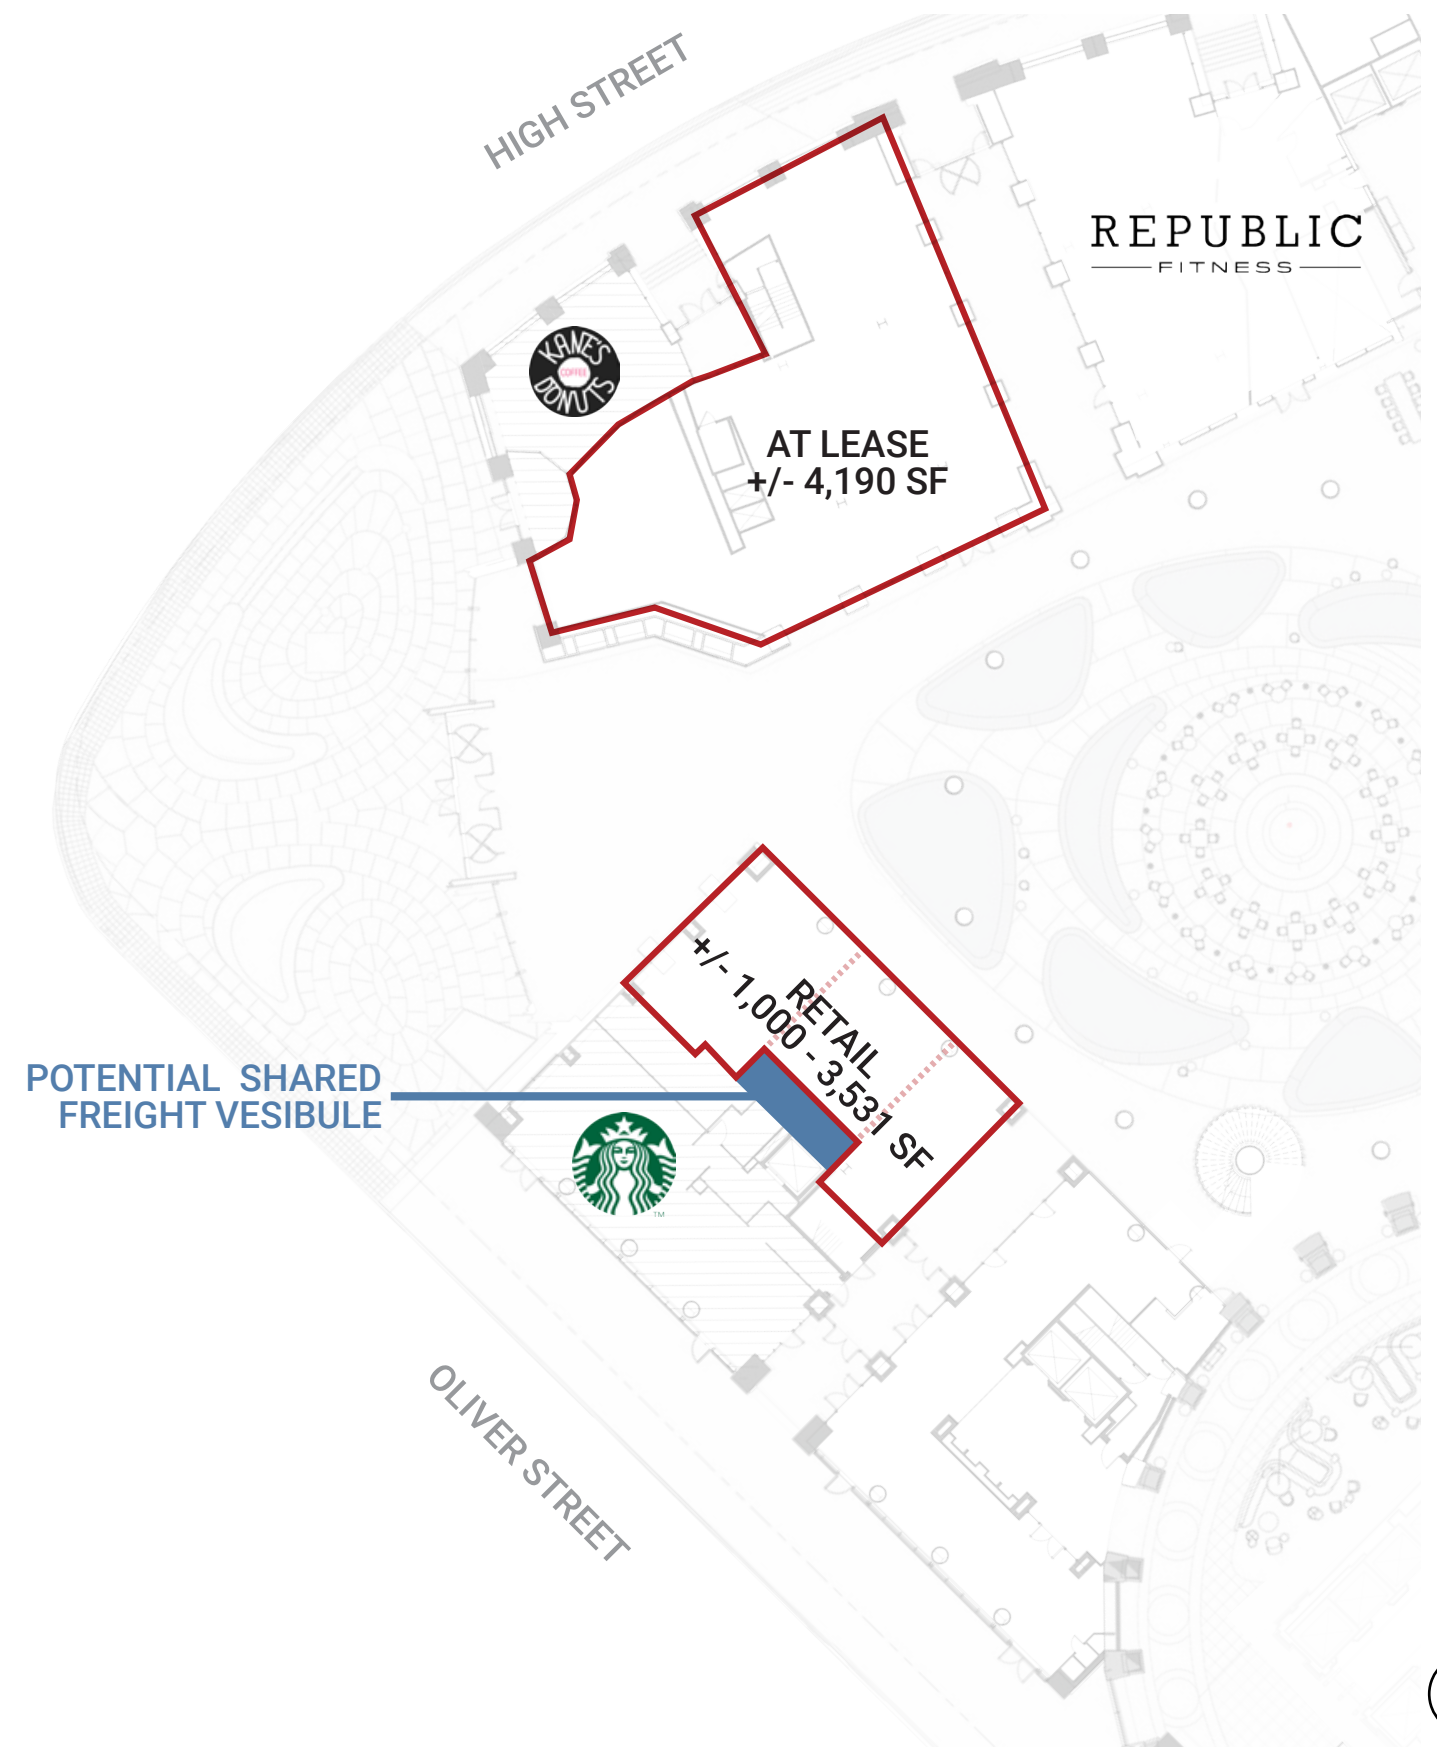 HIGH STREET
REPUBLIC
FITNESS
KANE'S
COFFEE
DONUTS
AT LEASE
+/- 4,190 SF
RETAIL
+/- 1,000 - 3,531 SF
POTENTIAL SHARED
FREIGHT VESIBULE
TM
OLIVER STREET